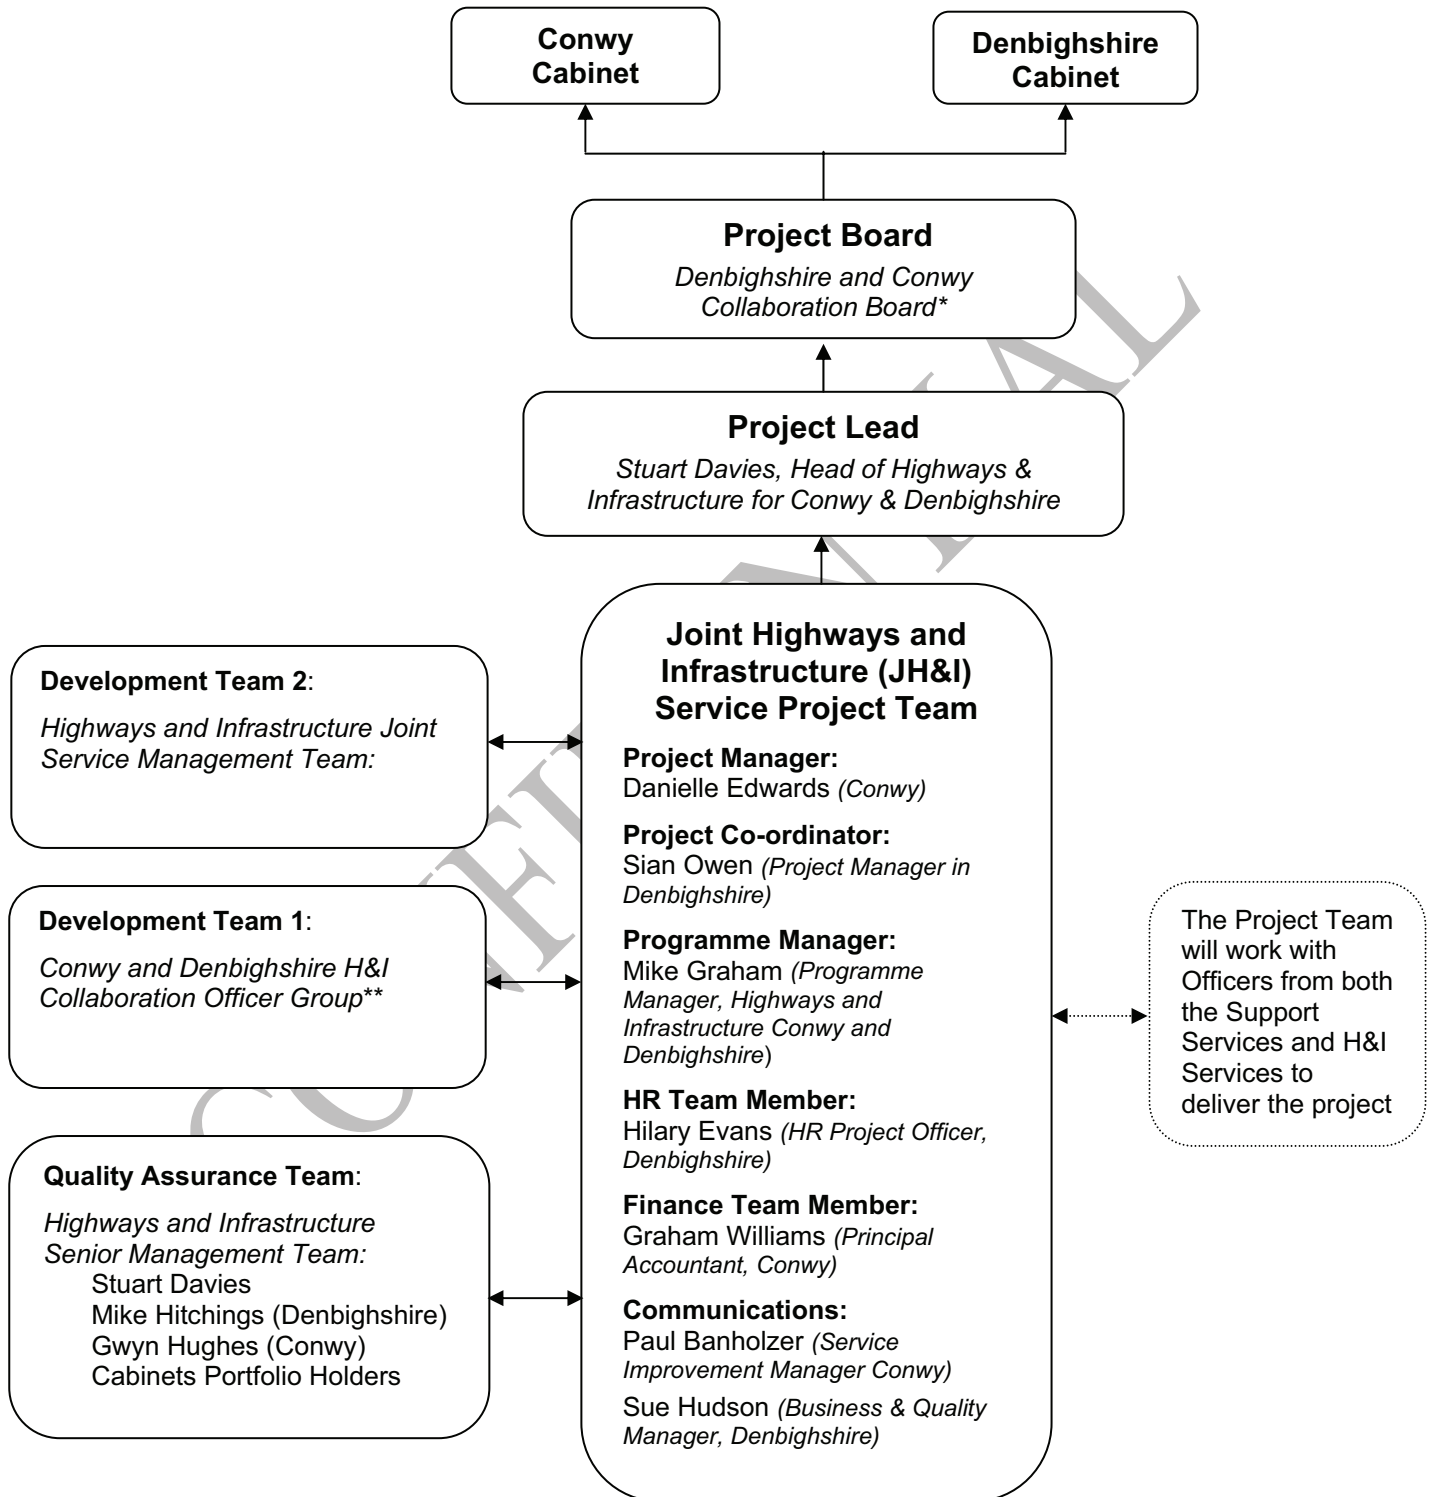 Conwy
Cabinet
Denbighshire
Cabinet
Project Board
Denbighshire and Conwy
Collaboration Board*
Project Lead
Stuart Davies, Head of Highways &
Infrastructure for Conwy & Denbighshire
Joint Highways and
Infrastructure (JH&I)
Service Project Team
Project Manager:
Danielle Edwards (Conwy)
Project Co-ordinator:
Sian Owen (Project Manager in
Denbighshire)
Programme Manager:
Mike Graham (Programme
Manager, Highways and
Infrastructure Conwy and
Denbighshire)
HR Team Member:
Hilary Evans (HR Project Officer,
Denbighshire)
Finance Team Member:
Graham Williams (Principal
Accountant, Conwy)
Communications:
Paul Banholzer (Service
Improvement Manager Conwy)
Sue Hudson (Business & Quality
Manager, Denbighshire)
Development Team 2:
Highways and Infrastructure Joint
Service Management Team:
Development Team 1:
Conwy and Denbighshire H&I
Collaboration Officer Group**
Quality Assurance Team:
Highways and Infrastructure
Senior Management Team:
Stuart Davies
Mike Hitchings (Denbighshire)
Gwyn Hughes (Conwy)
Cabinets Portfolio Holders
The Project Team
will work with
Officers from both
the Support
Services and H&I
Services to
deliver the project